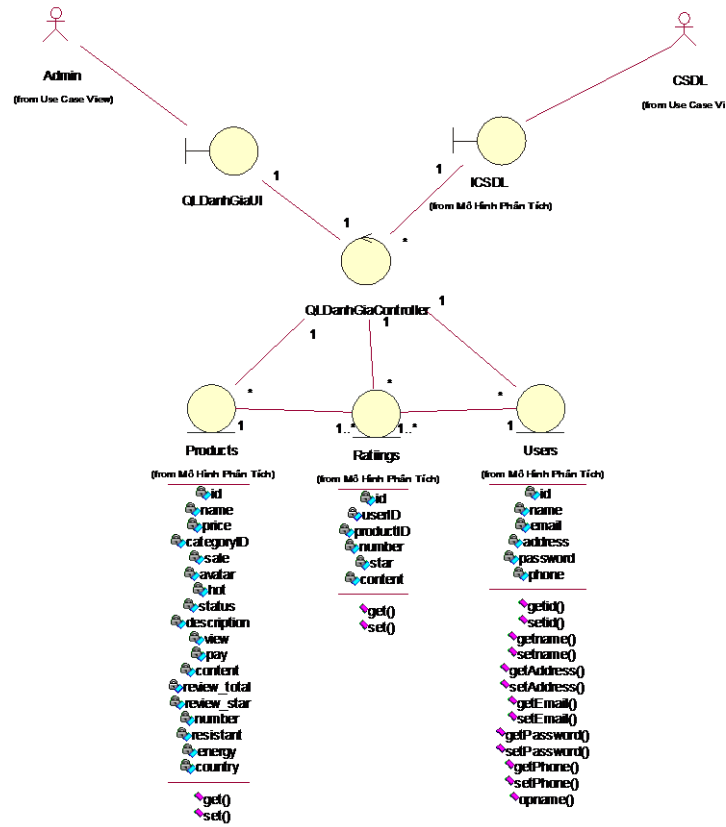 Admin
(from Use Case View)
CSDL
(from Use Case Vi
QLDanhGiaUI
1
ICSDL
1
(from Mô Hình Phân Tích)
1
*
QLDanhGiaController
1
1
1
*
*
*
1
1..*
1..*
1
Products
(from Mô Hình Phân Tích)
id
name
price
categoryID
sale
avatar
hot
status
description
view
pay
content
review_total
review_star
number
resistant
energy
country
get()
set()
Ratiings
(from Mô Hình Phân Tích)
id
userID
productID
number
star
content
get()
set()
Users
(from Mô Hình Phân Tích)
id
name
email
address
password
phone
getid()
setid()
getname()
setname()
getAddress()
setAddress()
getEmail()
setEmail()
getPassword()
setPassword()
getPhone()
setPhone()
opname()